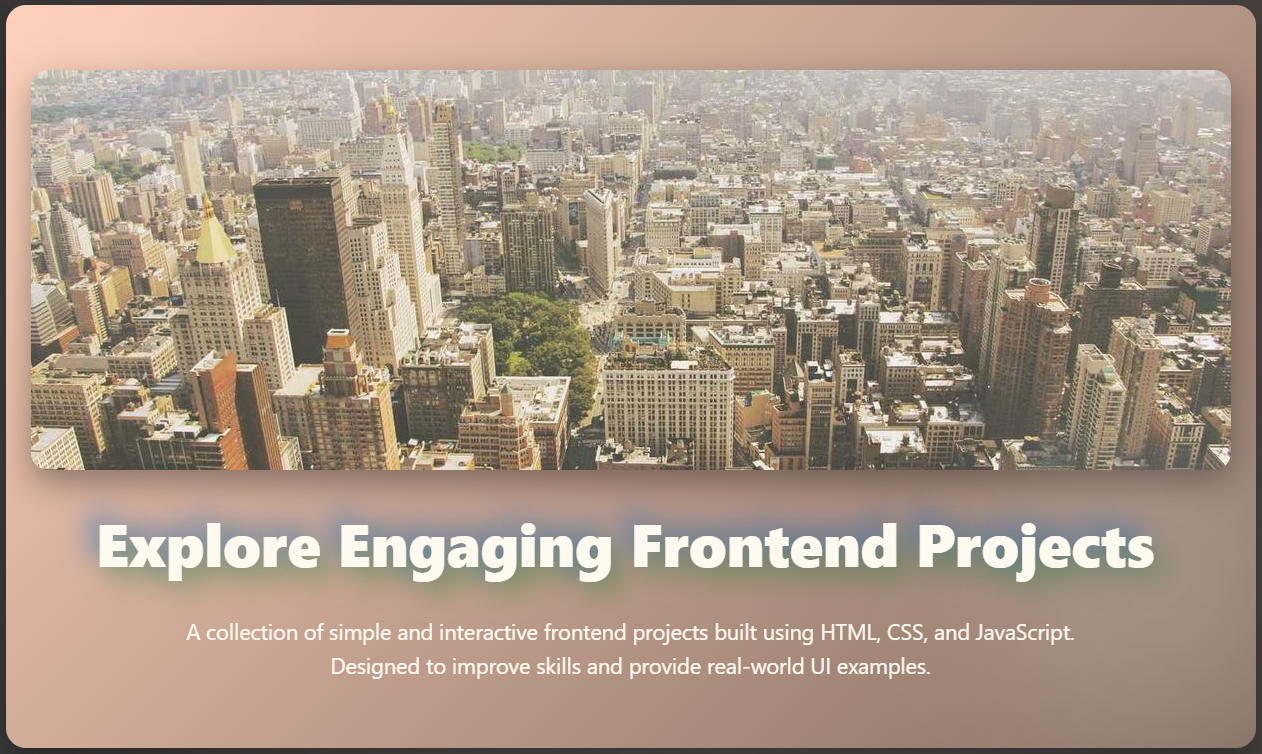 Explore Engaging Frontend Projects
A collection of simple and interactive frontend projects built using HTML, CSS, and JavaScript.
Designed to improve skills and provide real-world UI examples.